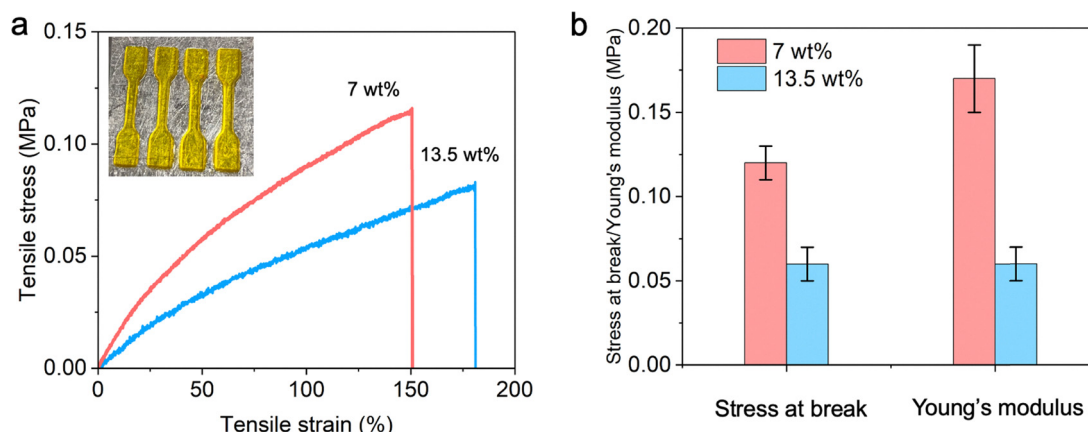 a
0.15
0.10
0.05
0.00
0
50
100
150
200
Tensile stress (MPa)
Tensile strain (%)
7 wt%
13.5 wt%
b
0.20
0.15
0.10
0.05
0.00
Stress at break/Young's modulus (MPa)
7 wt%
13.5 wt%
Stress at break
Young's modulus